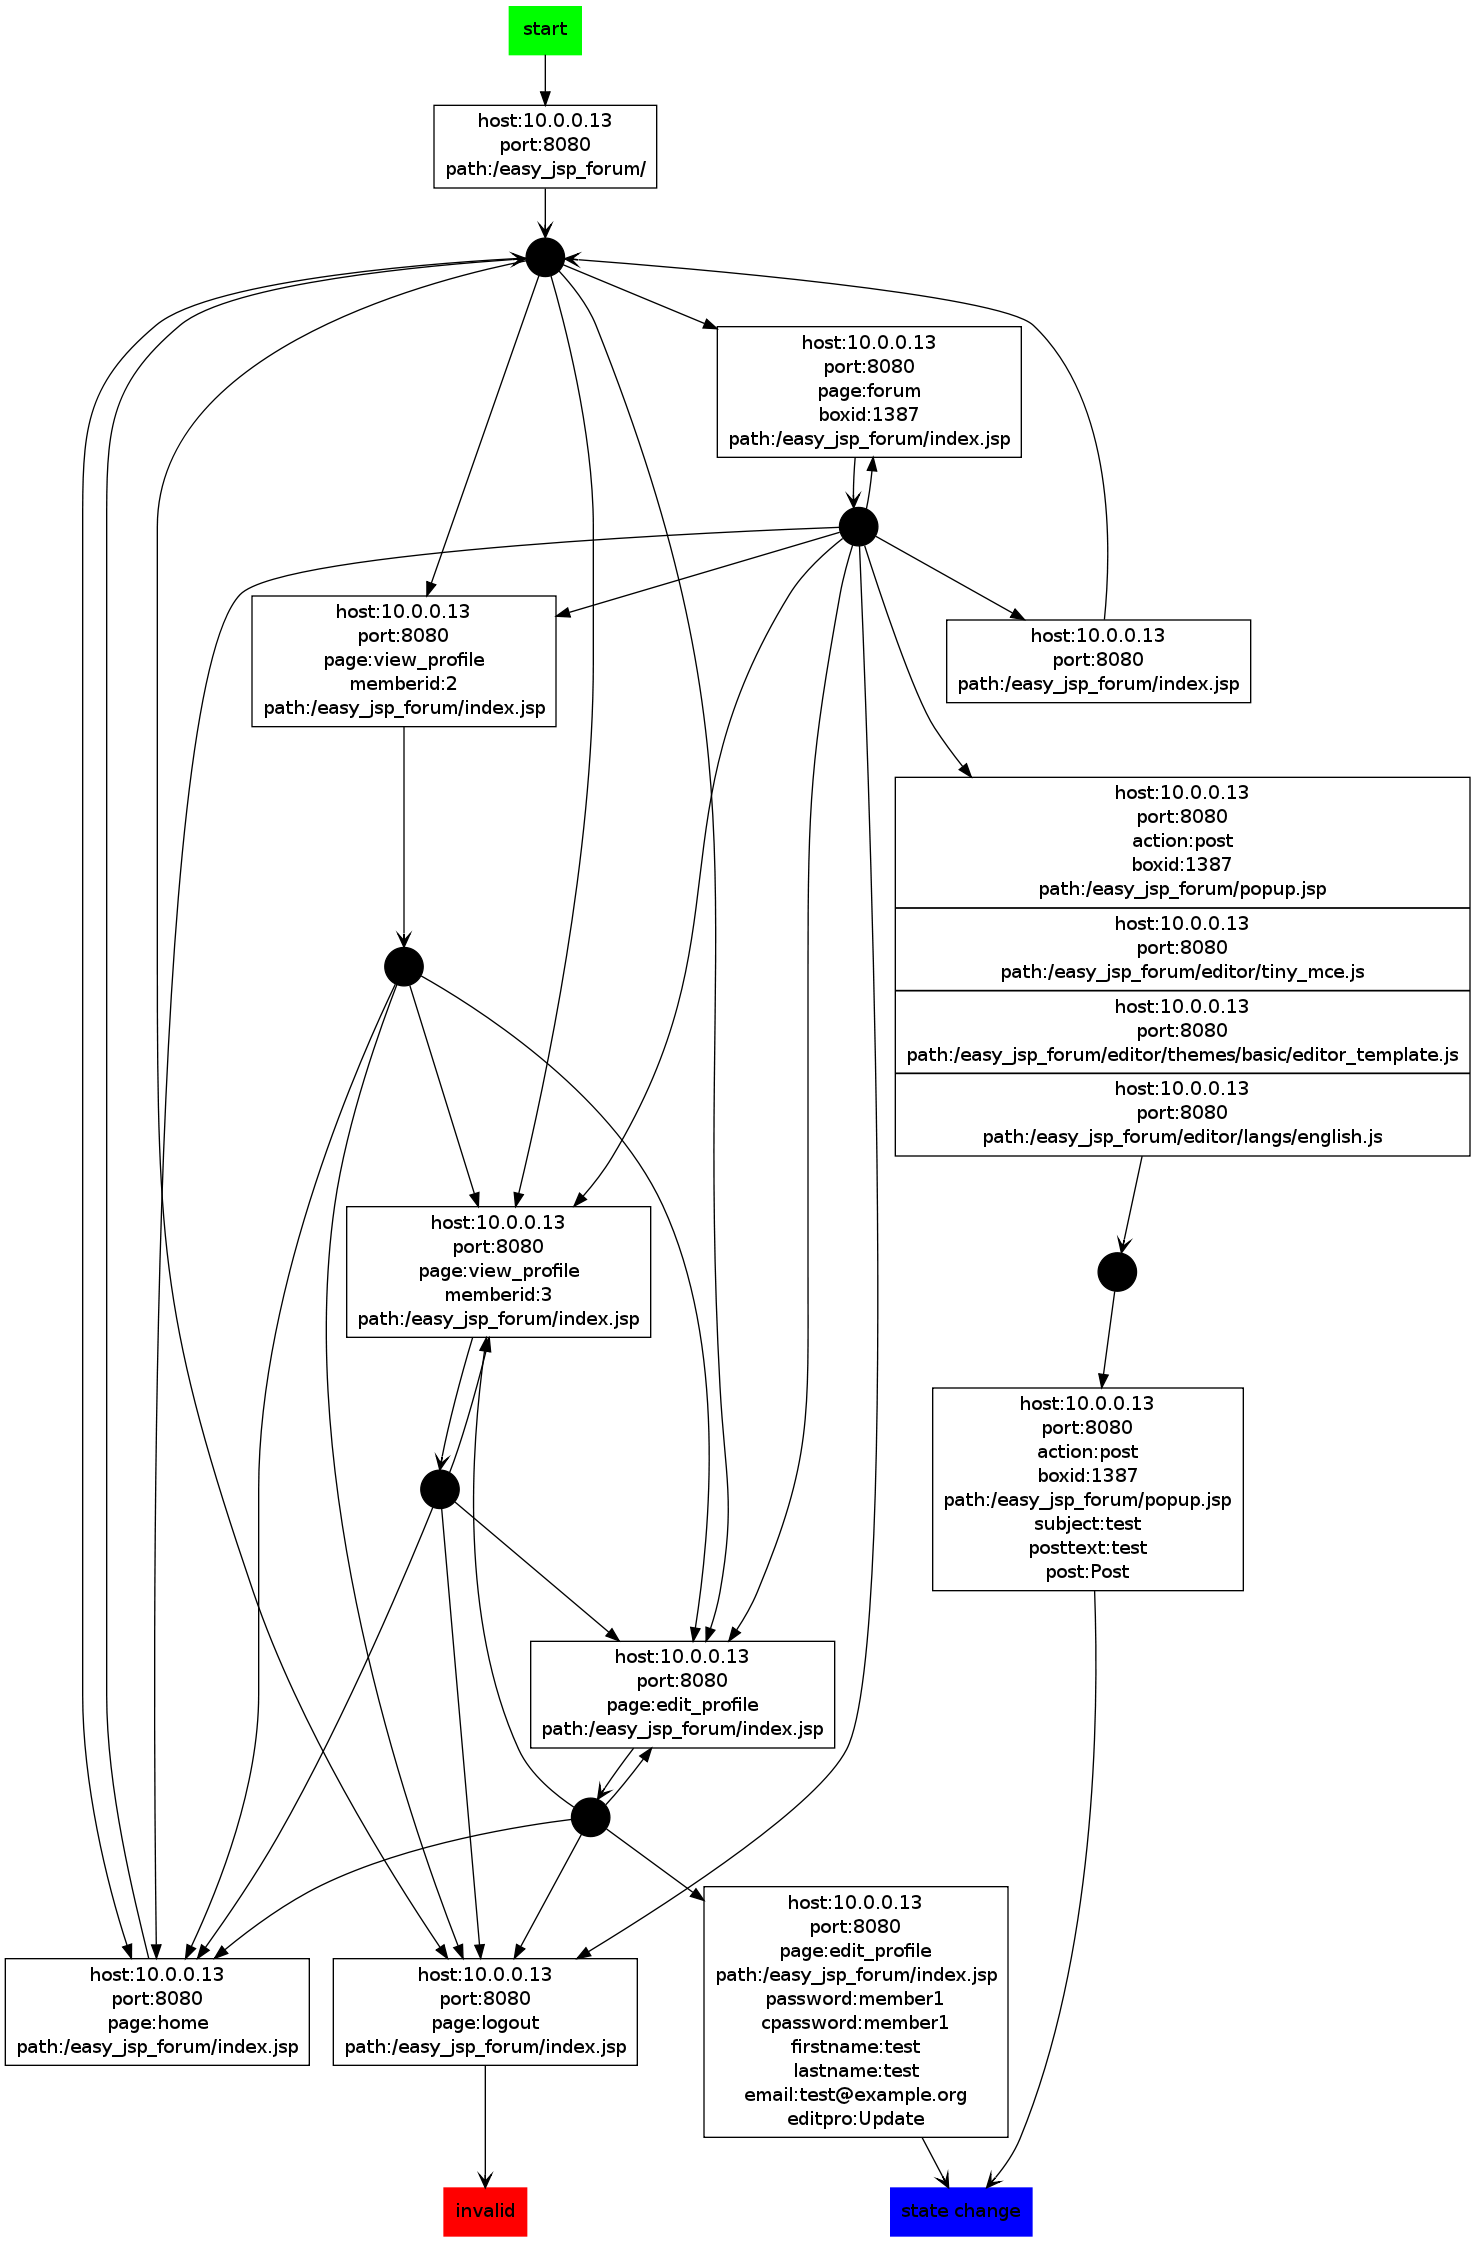 start
host:10.0.0.13
port:8080
path:/easy_jsp_forum/
host:10.0.0.13
port:8080
page:forum
boxid:1387
path:/easy_jsp_forum/index.jsp
host:10.0.0.13
port:8080
page:view_profile
memberid:2
path:/easy_jsp_forum/index.jsp
host:10.0.0.13
port:8080
path:/easy_jsp_forum/index.jsp
host:10.0.0.13
port:8080
action:post
boxid:1387
path:/easy_jsp_forum/popup.jsp
host:10.0.0.13
port:8080
path:/easy_jsp_forum/editor/tiny_mce.js
host:10.0.0.13
port:8080
path:/easy_jsp_forum/editor/themes/basic/editor_template.js
host:10.0.0.13
port:8080
path:/easy_jsp_forum/editor/langs/english.js
host:10.0.0.13
port:8080
page:view_profile
memberid:3
path:/easy_jsp_forum/index.jsp
host:10.0.0.13
port:8080
action:post
boxid:1387
path:/easy_jsp_forum/popup.jsp
subject:test
posttext:test
post:Post
host:10.0.0.13
port:8080
page:edit_profile
path:/easy_jsp_forum/index.jsp
host:10.0.0.13
port:8080
page:home
path:/easy_jsp_forum/index.jsp
host:10.0.0.13
port:8080
page:logout
path:/easy_jsp_forum/index.jsp
host:10.0.0.13
port:8080
page:edit_profile
path:/easy_jsp_forum/index.jsp
password:member1
cpassword:member1
firstname:test
lastname:test
email:test@example.org
editpro:Update
invalid
state change